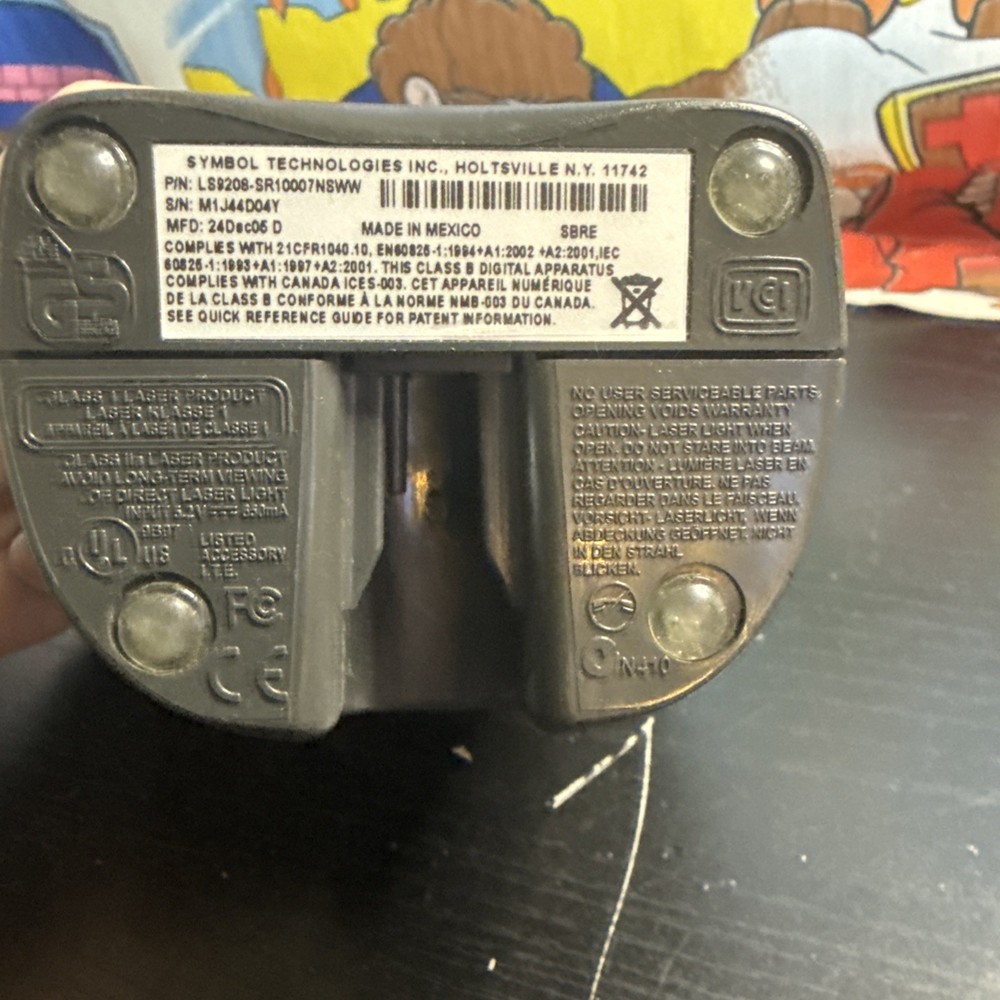 SYMBOL TECHNOLOGIES INC., HOLTSVILLE N.Y. 11742
P/N: LS9208-SR10007NSWW
S/N: M1J44D04Y
MFD: 24Dec05 D MADE IN MEXICO SBRE
COMPLIES WITH 21CFR1040.10, EN60825-1:1994+A1:2002 +A2:2001,IEC
60825-1:1993+A1:1997+A2:2001. THIS CLASS B DIGITAL APPARATUS
COMPLIES WITH CANADA ICES-003. CET APPAREIL NUMÉRIQUE
DE LA CLASS B CONFORME À LA NORME NMB-003 DU CANADA.
SEE QUICK REFERENCE GUIDE FOR PATENT INFORMATION.
GS
VCI
CLASS 1 LASER PRODUCT
LASER KLASSE 1
APPAREIL À LASER DE CLASSE 1
CLASS IIa LASER PRODUCT
AVOID LONG-TERM VIEWING
OF DIRECT LASER LIGHT
INPUT 5.2V 650mA
c UL US
LISTED
ACCESSORY
I.T.E.
FC
CE
NO USER SERVICEABLE PARTS.
OPENING VOIDS WARRANTY
CAUTION- LASER LIGHT WHEN
OPEN. DO NOT STARE INTO BEAM.
ATTENTION - LUMIÈRE LASER EN
CAS D'OUVERTURE. NE PAS
REGARDER DANS LE FAISCEAU.
VORSICHT- LASERLICHT, WENN
ABDECKUNG GEÖFFNET. NICHT
IN DEN STRAHL
BLICKEN.
N410